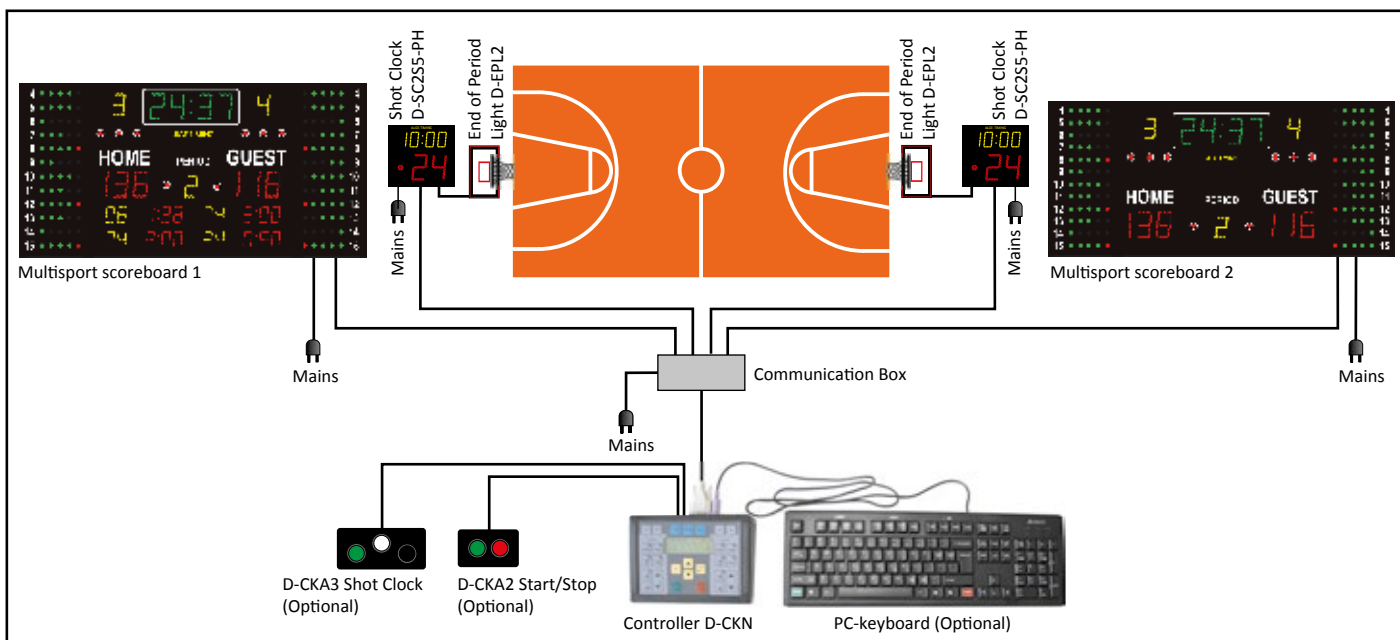 Shot Clock
D-SC2S5-PH
End of Period
Light D-EPL2
End of Period
Light D-EPL2
Shot Clock
D-SC2S5-PH
3 24:37 4
HOME PERIOD GUEST
136 2 116
10:00
24
10:00
24
3 24:37 4
HOME PERIOD GUEST
136 2 116
Mains
Mains
Multisport scoreboard 1
Multisport scoreboard 2
Mains
Communication Box
Mains
Mains
D-CKA3 Shot Clock
(Optional)
D-CKA2 Start/Stop
(Optional)
Controller D-CKN
PC-keyboard (Optional)